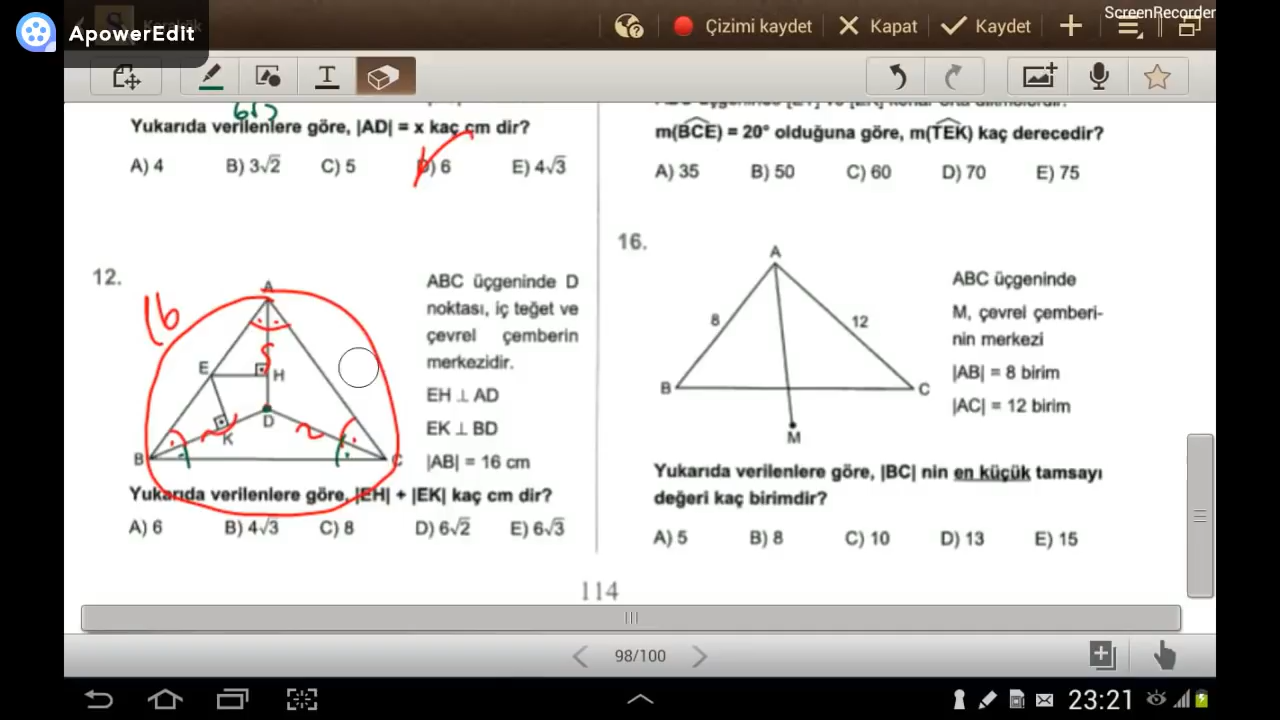 ScreenRecorder
ApowerEdit
Çizimi kaydet
Kapat
Kaydet
T
Yukarıda verilenlere göre, |AD| = x kaç cm dir?
A) 4 B) 3√2 C) 5 D) 6 E) 4√3
m(BCE) = 20° olduğuna göre, m(TEK) kaç derecedir?
A) 35 B) 50 C) 60 D) 70 E) 75
12.
16
A
E
H
D
K
B
C
ABC üçgeninde D
noktası, iç teğet ve
çevrel çemberin
merkezidir.
EH ⊥ AD
EK ⊥ BD
|AB| = 16 cm
Yukarıda verilenlere göre, |EH| + |EK| kaç cm dir?
A) 6 B) 4√3 C) 8 D) 6√2 E) 6√3
16.
A
8
12
B
C
M
ABC üçgeninde
M, çevrel çemberi-
nin merkezi
|AB| = 8 birim
|AC| = 12 birim
Yukarıda verilenlere göre, |BC| nin en küçük tamsayı
değeri kaç birimdir?
A) 5 B) 8 C) 10 D) 13 E) 15
114
98/100
23:21